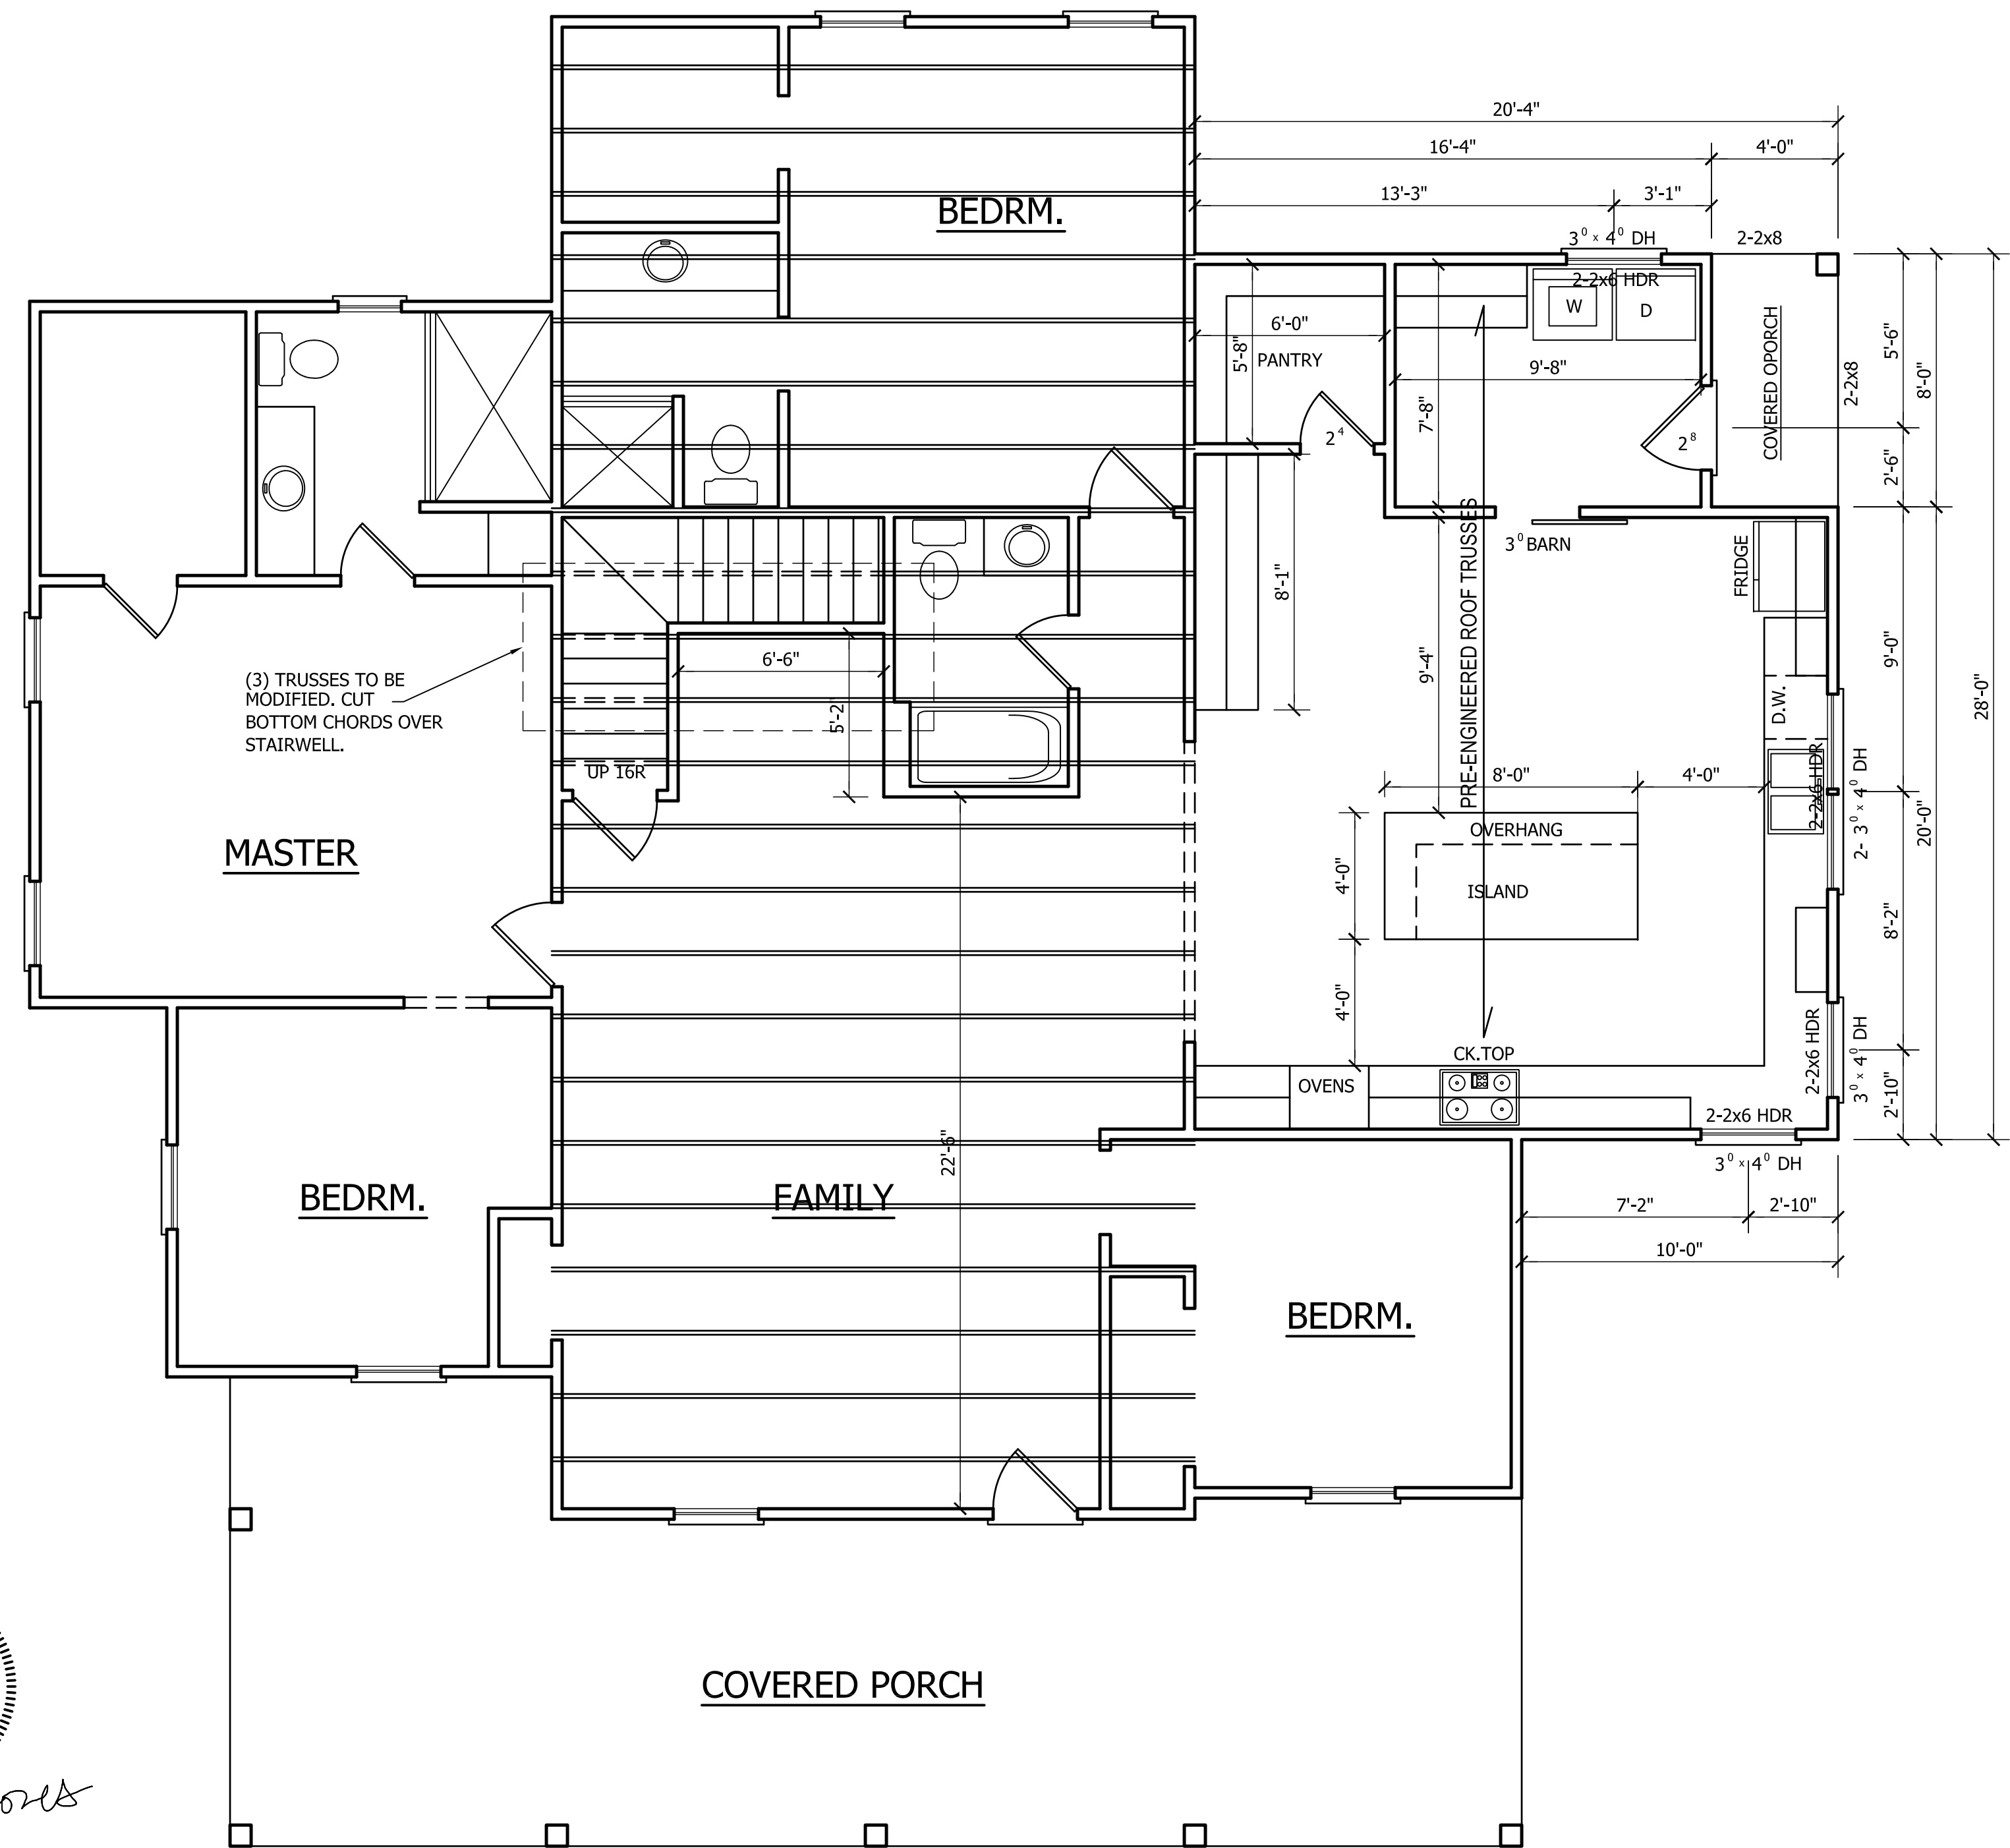 20'-4"
16'-4"
4'-0"
13'-3"
3'-1"
BEDRM.
3⁰ x 4⁰ DH
2-2x8
2-2x6 HDR
W
D
6'-0"
5'-8"
PANTRY
9'-8"
7'-8"
2⁴
2⁸
COVERED OPORCH
2-2x8
5'-6"
8'-0"
2'-6"
3⁰ BARN
FRIDGE
PRE-ENGINEERED ROOF TRUSSES
8'-1"
9'-4"
9'-0"
28'-0"
(3) TRUSSES TO BE
MODIFIED. CUT
BOTTOM CHORDS OVER
STAIRWELL.
6'-6"
5'-2"
UP 16R
D.W.
8'-0"
4'-0"
2-2x6 HDR
2- 3⁰ x 4⁰ DH
20'-0"
MASTER
OVERHANG
ISLAND
4'-0"
4'-0"
8'-2"
CK.TOP
OVENS
2-2x6 HDR
3⁰ x 4⁰ DH
2'-10"
2-2x6 HDR
3⁰ x 4⁰ DH
22'-6"
BEDRM.
FAMILY
7'-2"
2'-10"
10'-0"
BEDRM.
COVERED PORCH